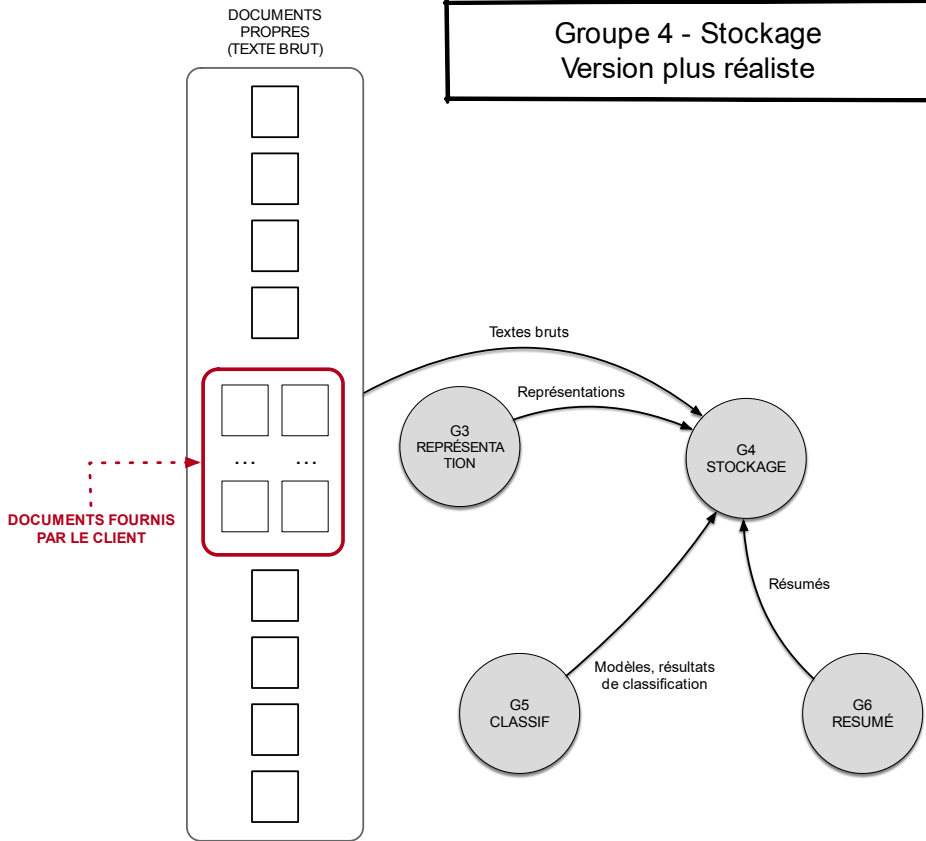 DOCUMENTS
PROPRES
(TEXTE BRUT)
Groupe 4 - Stockage
Version plus réaliste
Textes bruts
Représentations
G3
REPRÉSENTA
TION
G4
STOCKAGE
... ...
DOCUMENTS FOURNIS
PAR LE CLIENT
Résumés
Modèles, résultats
de classification
G5
CLASSIF
G6
RESUMÉ